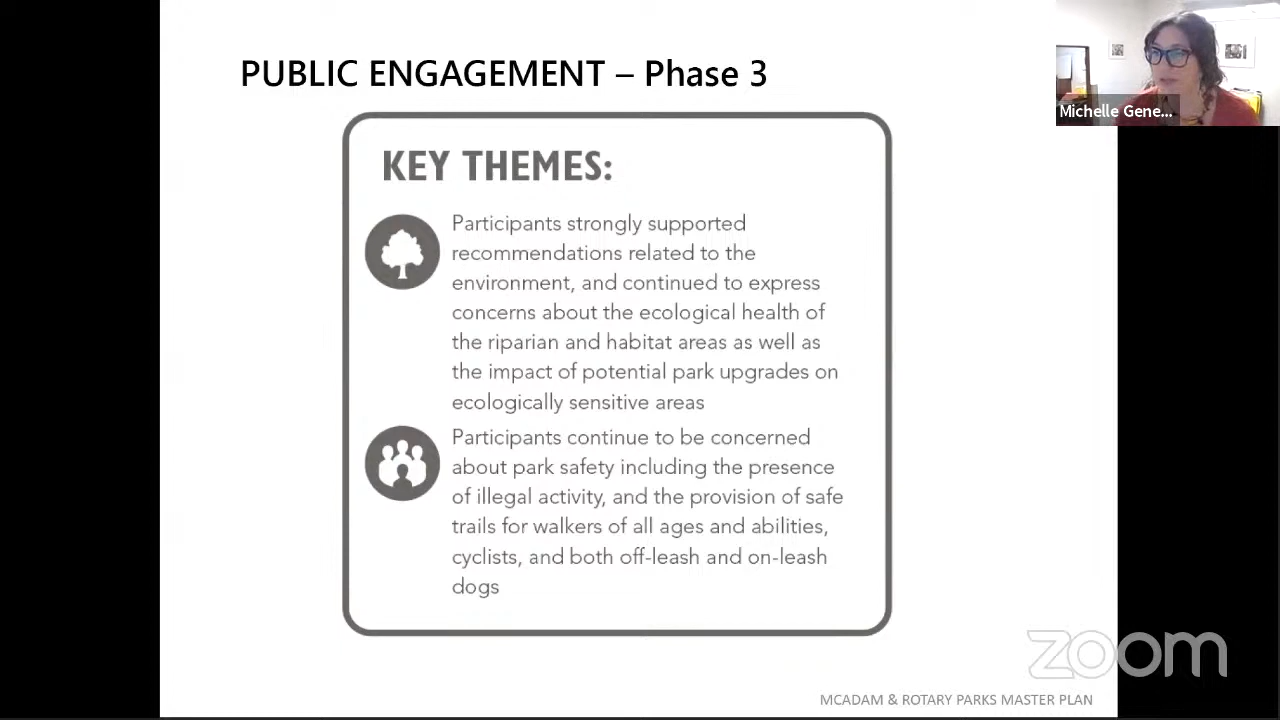 PUBLIC ENGAGEMENT – Phase 3
Michelle Gene...
KEY THEMES:
Participants strongly supported
recommendations related to the
environment, and continued to express
concerns about the ecological health of
the riparian and habitat areas as well as
the impact of potential park upgrades on
ecologically sensitive areas
Participants continue to be concerned
about park safety including the presence
of illegal activity, and the provision of safe
trails for walkers of all ages and abilities,
cyclists, and both off-leash and on-leash
dogs
zoom
MCADAM & ROTARY PARKS MASTER PLAN